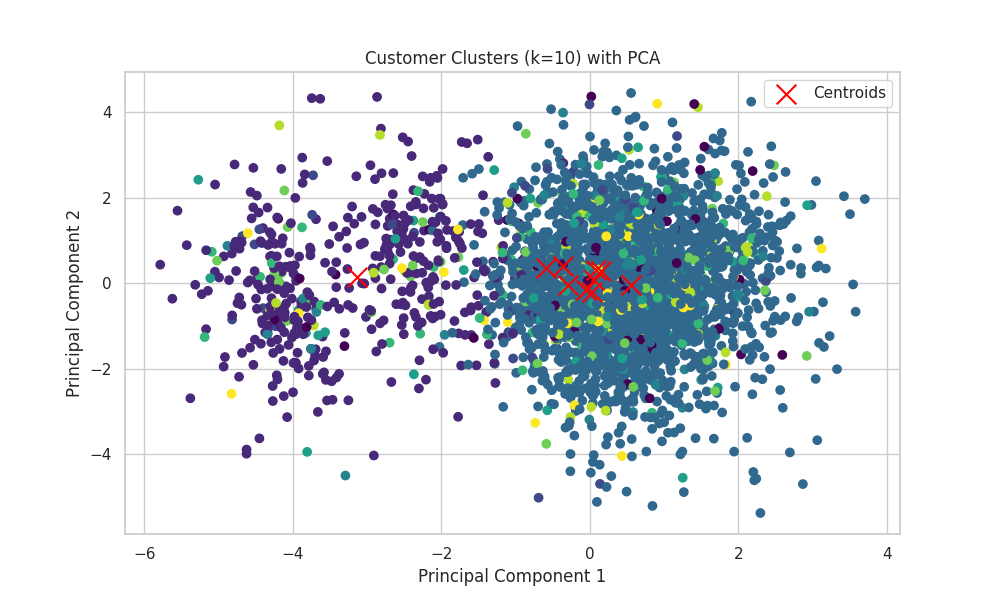 Customer Clusters (k=10) with PCA
Centroids
Principal Component 2
4
2
0
−2
−4
−6 −4 −2 0 2 4
Principal Component 1